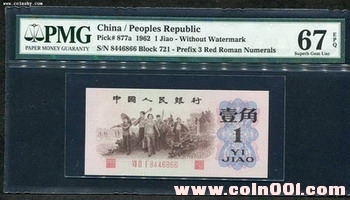 www.coinsky.com
PMG
PAPER MONEY GUARANTY
China / Peoples Republic
Pick# 877a 1962 1 Jiao - Without Watermark
S/N 8446866 Block 721 - Prefix 3 Red Roman Numerals
67 EPQ
Superb Gem Unc
中国人民银行
壹角
1
YI
JIAO
8446866
www.coin001.com